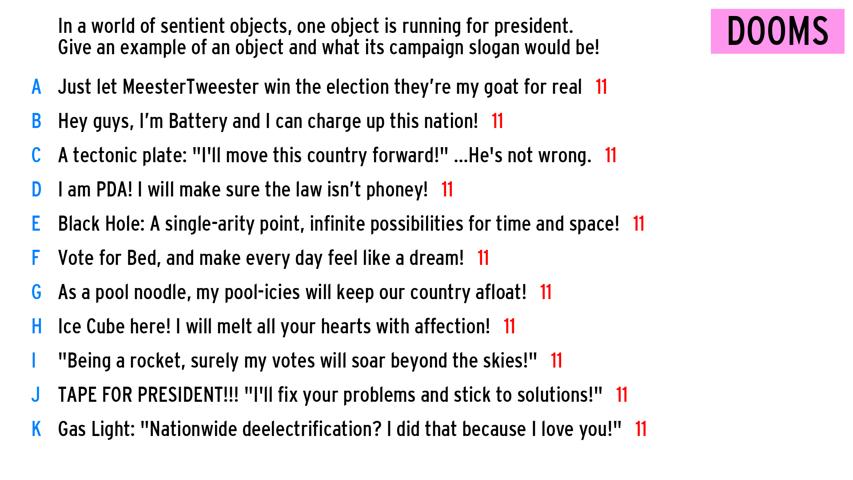 In a world of sentient objects, one object is running for president.
Give an example of an object and what its campaign slogan would be!
DOOMS
A Just let MeesterTweester win the election they're my goat for real 11
B Hey guys, I'm Battery and I can charge up this nation! 11
C A tectonic plate: "I'll move this country forward!" ...He's not wrong. 11
D I am PDA! I will make sure the law isn't phoney! 11
E Black Hole: A single-arity point, infinite possibilities for time and space! 11
F Vote for Bed, and make every day feel like a dream! 11
G As a pool noodle, my pool-icies will keep our country afloat! 11
H Ice Cube here! I will melt all your hearts with affection! 11
I "Being a rocket, surely my votes will soar beyond the skies!" 11
J TAPE FOR PRESIDENT!!! "I'll fix your problems and stick to solutions!" 11
K Gas Light: "Nationwide deelectrification? I did that because I love you!" 11